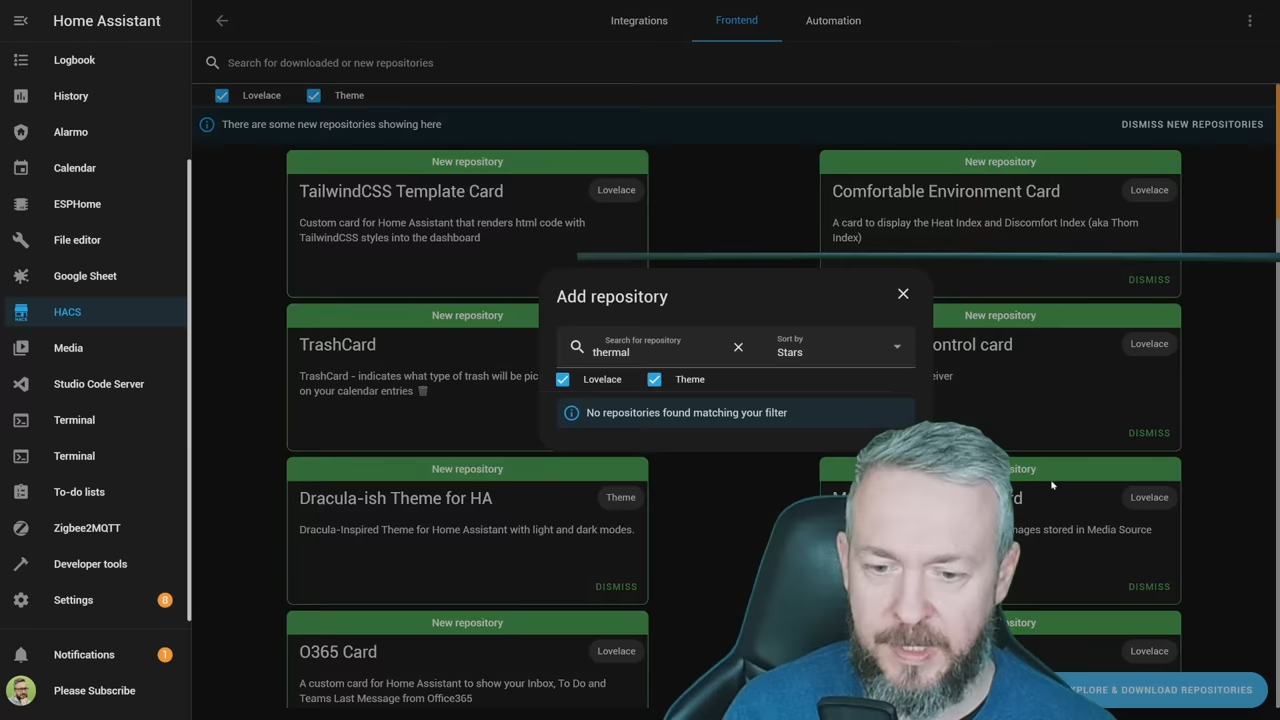 Home Assistant
Logbook
History
Alarmo
Calendar
ESPHome
File editor
Google Sheet
HACS
HACS
Media
Studio Code Server
Terminal
Terminal
To-do lists
Zigbee2MQTT
Developer tools
Settings
8
Notifications
1
Please Subscribe
Integrations
Frontend
Automation
Search for downloaded or new repositories
Lovelace
Theme
There are some new repositories showing here
DISMISS NEW REPOSITORIES
New repository
TailwindCSS Template Card
Lovelace
Custom card for Home Assistant that renders html code with
TailwindCSS styles into the dashboard
New repository
Comfortable Environment Card
Lovelace
A card to display the Heat Index and Discomfort Index (aka Thom
Index)
DISMISS
Add repository
Search for repository
thermal
Sort by
Stars
Lovelace
Theme
No repositories found matching your filter
New repository
TrashCard
TrashCard - indicates what type of trash will be pic
on your calendar entries
New repository
ontrol card
Lovelace
eiver
DISMISS
New repository
Dracula-ish Theme for HA
Theme
Dracula-Inspired Theme for Home Assistant with light and dark modes.
DISMISS
sitory
d
Lovelace
nages stored in Media Source
DISMISS
New repository
O365 Card
Lovelace
A custom card for Home Assistant to show your Inbox, To Do and
Teams Last Message from Office365
sitory
Lovelace
XPLORE & DOWNLOAD REPOSITORIES